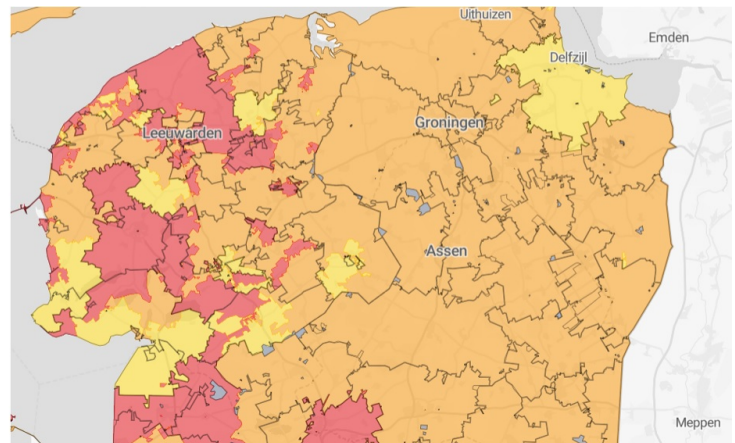 Uithuizen
Emden
Delfzijl
Groningen
Leeuwarden
Assen
Meppen